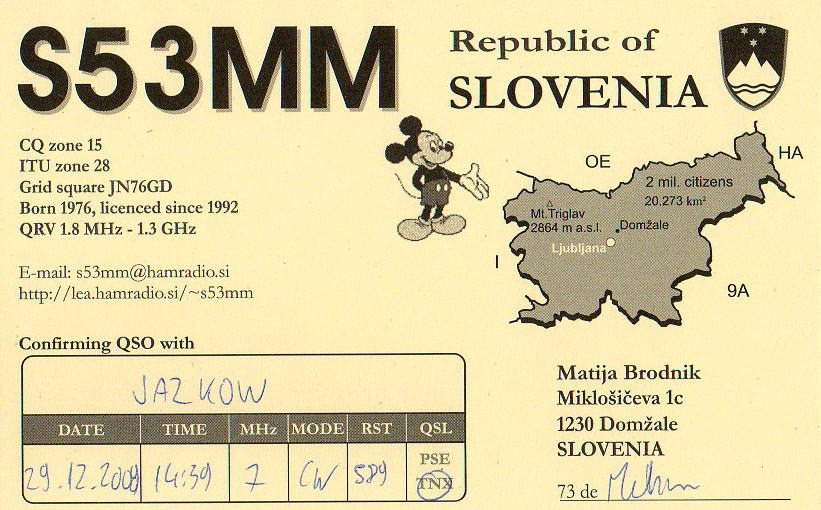 S53MM
Republic of
SLOVENIA
CQ zone 15
ITU zone 28
Grid square JN76GD
Born 1976, licenced since 1992
QRV 1.8 MHz - 1.3 GHz
E-mail: s53mm@hamradio.si
http://lea.hamradio.si/~s53mm
OE
HA
2 mil. citizens
20.273 km²
Mt.Triglav
2864 m a.s.l.
Domžale
Ljubljana
I
9A
Confirming QSO with
JA2KOW
DATE TIME MHz MODE RST QSL
29.12.2009 14:39 7 CW 589 PSE
TNX
Matija Brodnik
Miklošičeva 1c
1230 Domžale
SLOVENIA
73 de